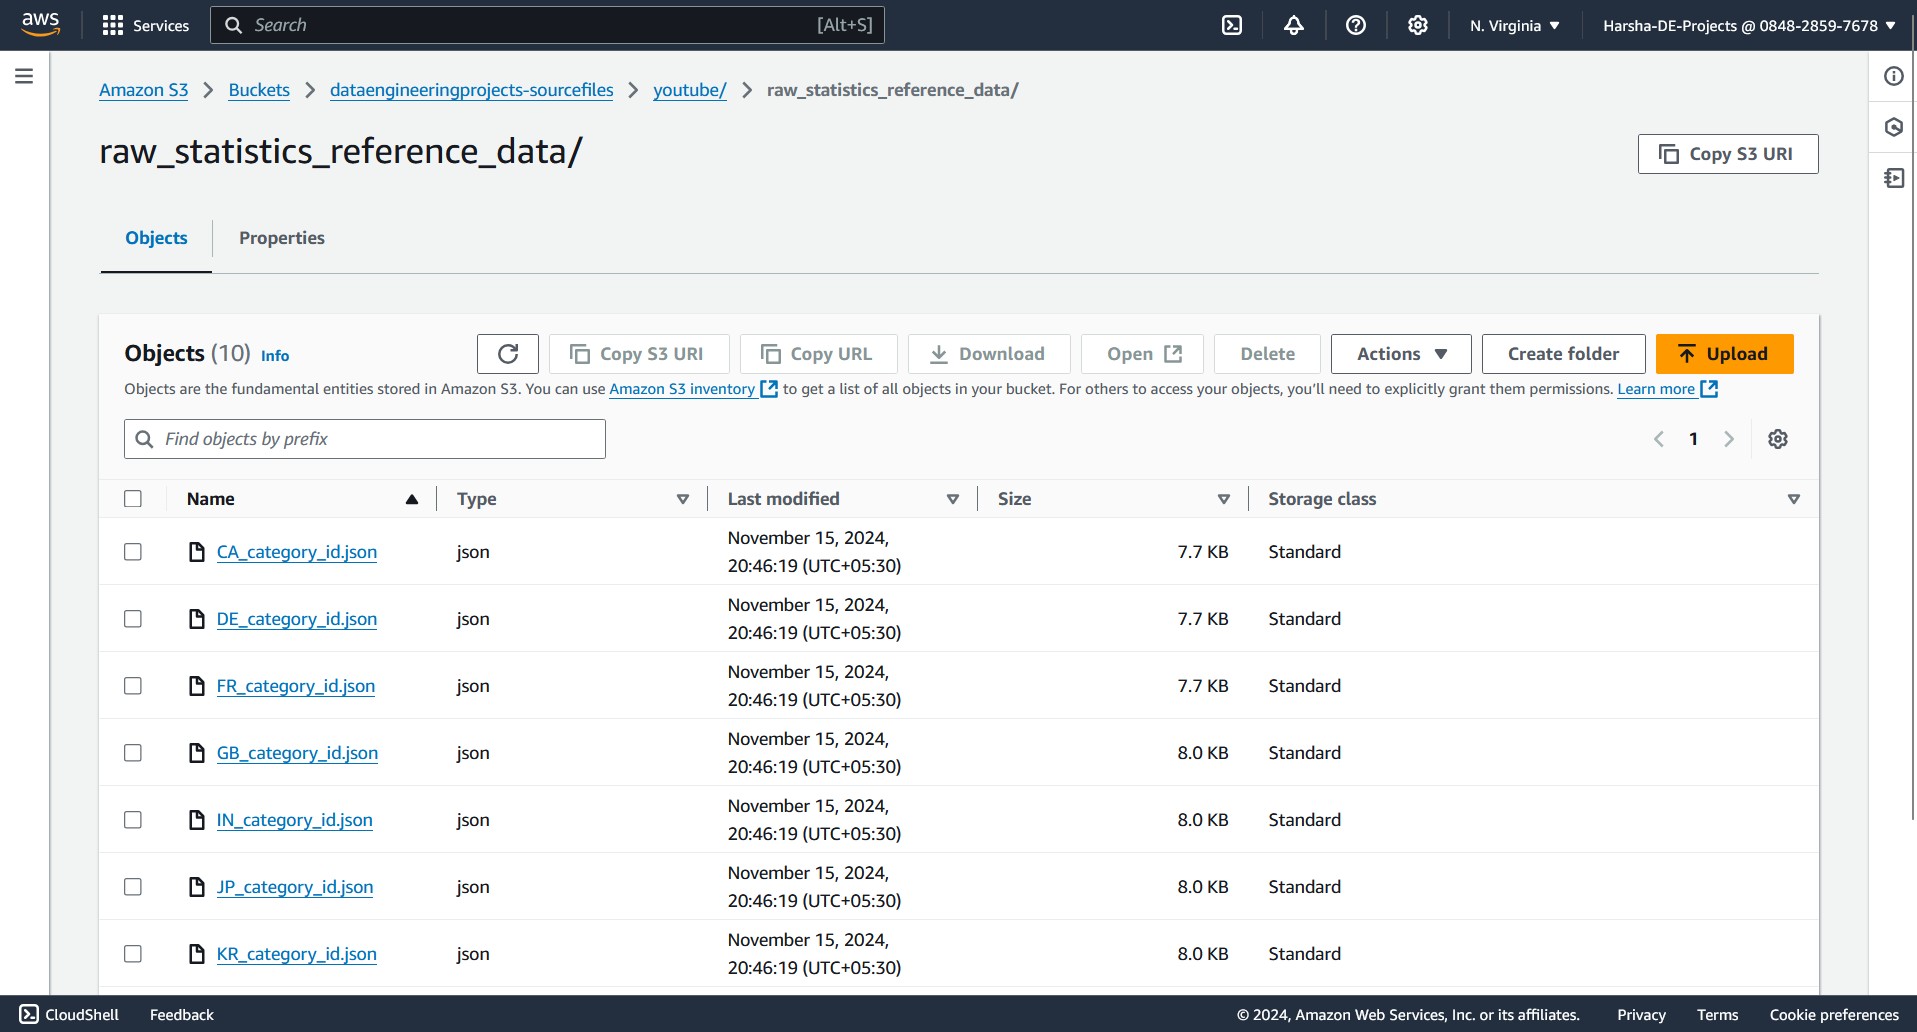 aws
Services
Search [Alt+S]
N. Virginia
Harsha-DE-Projects @ 0848-2859-7678
Amazon S3 > Buckets > dataengineeringprojects-sourcefiles > youtube/ > raw_statistics_reference_data/
raw_statistics_reference_data/
Copy S3 URI
Objects
Properties
Objects (10) Info
Copy S3 URI
Copy URL
Download
Open
Delete
Actions
Create folder
Upload
Objects are the fundamental entities stored in Amazon S3. You can use Amazon S3 inventory to get a list of all objects in your bucket. For others to access your objects, you'll need to explicitly grant them permissions. Learn more
Find objects by prefix
1
Name Type Last modified Size Storage class
CA_category_id.json json November 15, 2024, 7.7 KB Standard
20:46:19 (UTC+05:30)
DE_category_id.json json November 15, 2024, 7.7 KB Standard
20:46:19 (UTC+05:30)
FR_category_id.json json November 15, 2024, 7.7 KB Standard
20:46:19 (UTC+05:30)
GB_category_id.json json November 15, 2024, 8.0 KB Standard
20:46:19 (UTC+05:30)
IN_category_id.json json November 15, 2024, 8.0 KB Standard
20:46:19 (UTC+05:30)
JP_category_id.json json November 15, 2024, 8.0 KB Standard
20:46:19 (UTC+05:30)
KR_category_id.json json November 15, 2024, 8.0 KB Standard
20:46:19 (UTC+05:30)
CloudShell Feedback © 2024, Amazon Web Services, Inc. or its affiliates. Privacy Terms Cookie preferences